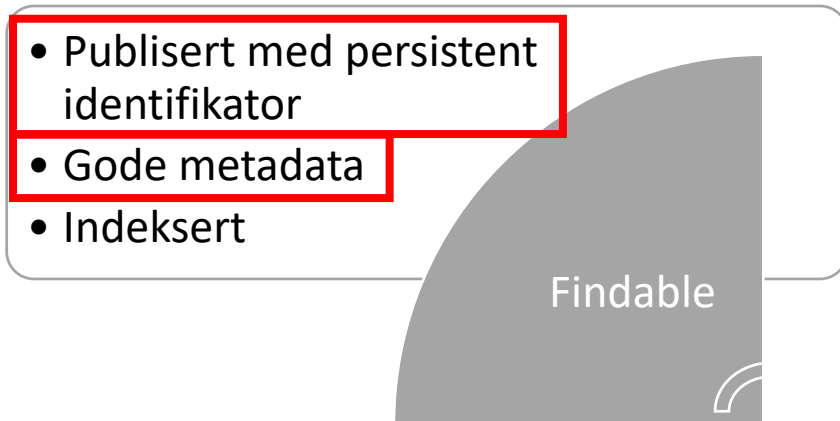 • Publisert med persistent
identifikator
• Gode metadata
• Indeksert
Findable